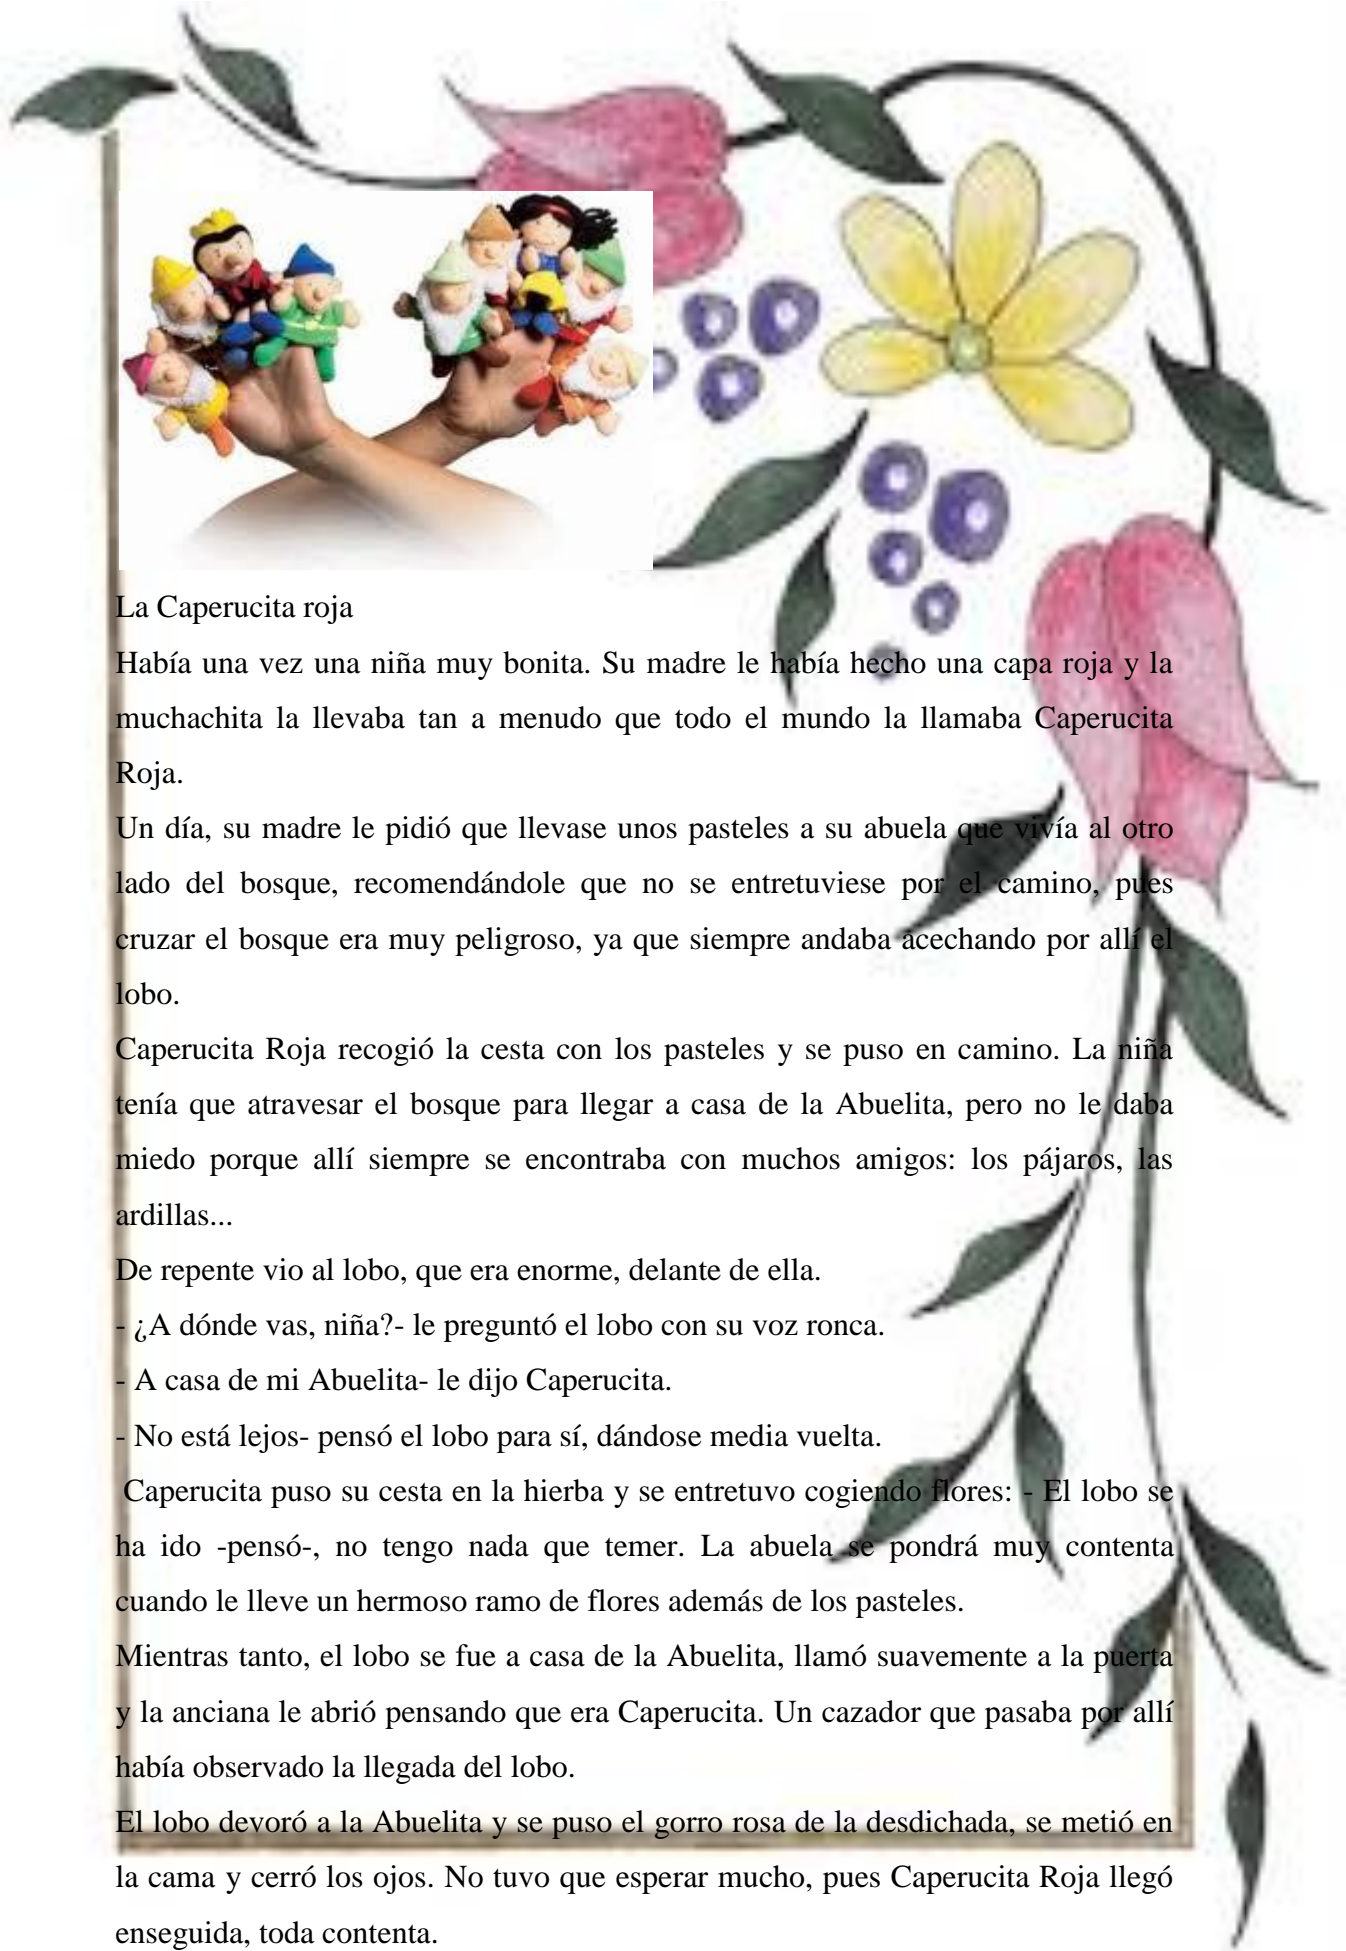 La Caperucita roja
Había una vez una niña muy bonita. Su madre le había hecho una capa roja y la
muchachita la llevaba tan a menudo que todo el mundo la llamaba Caperucita
Roja.
Un día, su madre le pidió que llevase unos pasteles a su abuela que vivía al otro
lado del bosque, recomendándole que no se entretuviese por el camino, pues
cruzar el bosque era muy peligroso, ya que siempre andaba acechando por allí el
lobo.
Caperucita Roja recogió la cesta con los pasteles y se puso en camino. La niña
tenía que atravesar el bosque para llegar a casa de la Abuelita, pero no le daba
miedo porque allí siempre se encontraba con muchos amigos: los pájaros, las
ardillas...
De repente vio al lobo, que era enorme, delante de ella.
- ¿A dónde vas, niña?- le preguntó el lobo con su voz ronca.
- A casa de mi Abuelita- le dijo Caperucita.
- No está lejos- pensó el lobo para sí, dándose media vuelta.
Caperucita puso su cesta en la hierba y se entretuvo cogiendo flores: - El lobo se
ha ido -pensó-, no tengo nada que temer. La abuela se pondrá muy contenta
cuando le lleve un hermoso ramo de flores además de los pasteles.
Mientras tanto, el lobo se fue a casa de la Abuelita, llamó suavemente a la puerta
y la anciana le abrió pensando que era Caperucita. Un cazador que pasaba por allí
había observado la llegada del lobo.
El lobo devoró a la Abuelita y se puso el gorro rosa de la desdichada, se metió en
la cama y cerró los ojos. No tuvo que esperar mucho, pues Caperucita Roja llegó
enseguida, toda contenta.